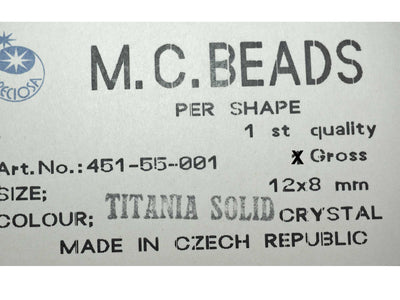 PRECIOSA
M.C.BEADS
PER SHAPE
1 st quality
Art.No.:451-55-001
X Gross
SIZE; 12x8 mm
COLOUR; TITANIA SOLID CRYSTAL
MADE IN CZECH REPUBLIC